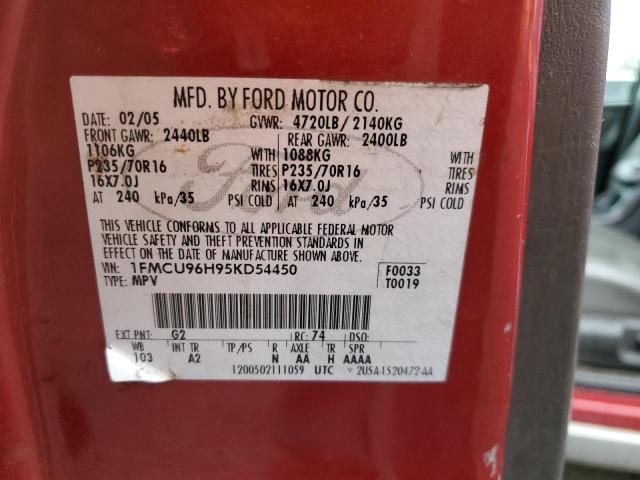 MFD. BY FORD MOTOR CO.
DATE: 02/05 GVWR: 4720LB/ 2140KG
FRONT GAWR: 2440LB REAR GAWR: 2400LB
1106KG WITH 1088KG WITH
P235/70R16 TIRES P235/70R16 TIRES
16X7.0J RIMS 16X7.0J RIMS
AT 240 kPa/35 PSI COLD AT 240 kPa/35 PSI COLD
THIS VEHICLE CONFORMS TO ALL APPLICABLE FEDERAL MOTOR
VEHICLE SAFETY AND THEFT PREVENTION STANDARDS IN
EFFECT ON THE DATE OF MANUFACTURE SHOWN ABOVE.
VIN: 1FMCU96H95KD54450 F0033
TYPE: MPV T0019
EXT PNT: G2 RC: 74 DSO:
WB INT TR TP/PS R AXLE TR SPR
103 A2 N AA H AAAA
1200502111059 UTC 2U5A-1520472-AA
Ford